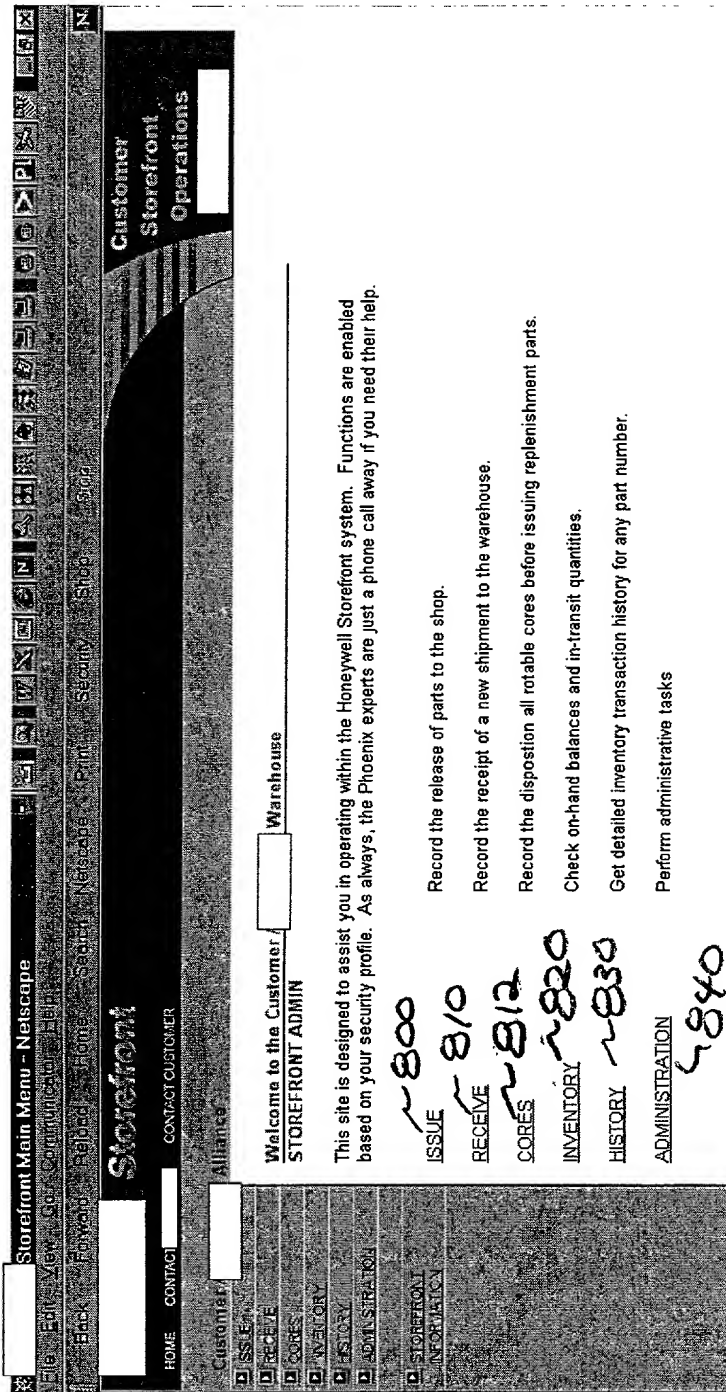 Storefront Main Menu - Netscape
File Edit View Go Communicator Help
Back Forward Reload Home Search Netscape Print Security Shop Stop
Storefront
Customer
Storefront
Operations
HOME CONTACT CONTACT CUSTOMER
Customer Alliance
ISSUE
RECEIVE
CORES
INVENTORY
HISTORY
ADMINISTRATION
STOREFRONT
INFORMATION
Welcome to the Customer / Warehouse
STOREFRONT ADMIN
This site is designed to assist you in operating within the Honeywell Storefront system. Functions are enabled
based on your security profile. As always, the Phoenix experts are just a phone call away if you need their help.
ISSUE ~800 Record the release of parts to the shop.
RECEIVE ~810 Record the receipt of a new shipment to the warehouse.
CORES ~812 Record the dispostion all rotable cores before issuing replenishment parts.
INVENTORY ~820 Check on-hand balances and in-transit quantities.
HISTORY ~830 Get detailed inventory transaction history for any part number.
ADMINISTRATION ~840 Perform administrative tasks